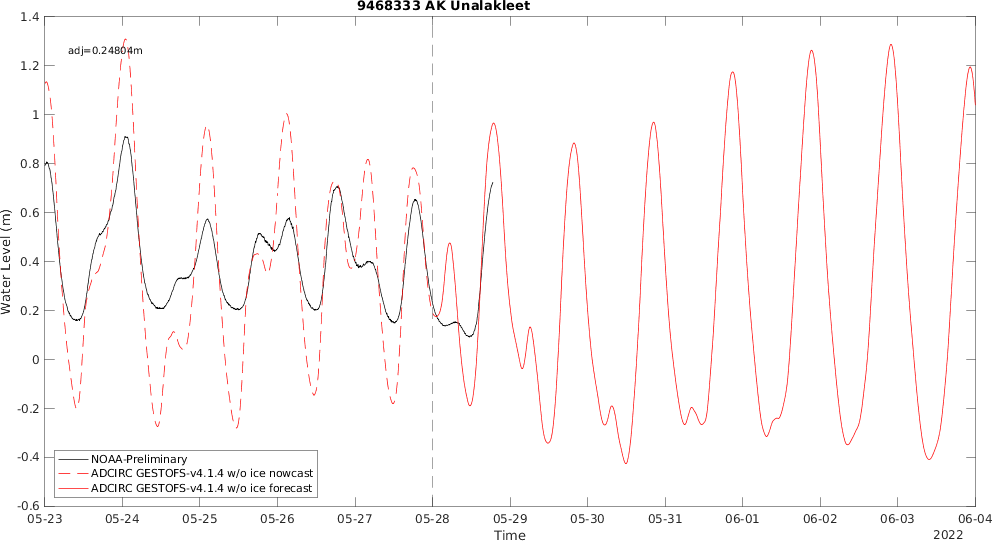 9468333 AK Unalakleet
adj=0.24804m
Water Level (m)
1.4
1.2
1
0.8
0.6
0.4
0.2
0
-0.2
-0.4
-0.6
NOAA-Preliminary
ADCIRC GESTOFS-v4.1.4 w/o ice nowcast
ADCIRC GESTOFS-v4.1.4 w/o ice forecast
05-23 05-24 05-25 05-26 05-27 05-28 05-29 05-30 05-31 06-01 06-02 06-03 06-04
Time
2022